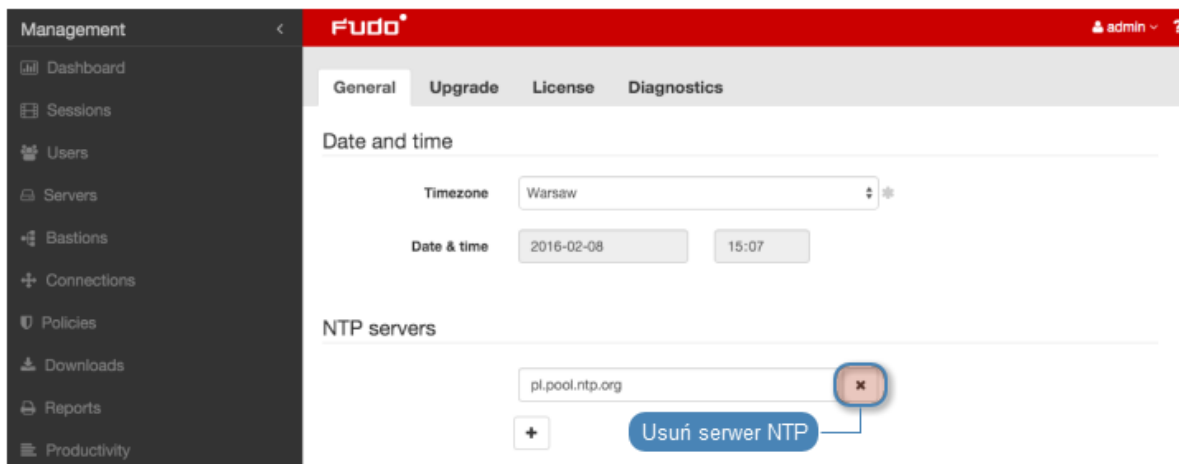 Management
FUDO
admin
?
Dashboard
Sessions
Users
Servers
Bastions
Connections
Policies
Downloads
Reports
Productivity
General Upgrade License Diagnostics
Date and time
Timezone Warsaw
Date & time 2016-02-08 15:07
NTP servers
pl.pool.ntp.org
Usuń serwer NTP